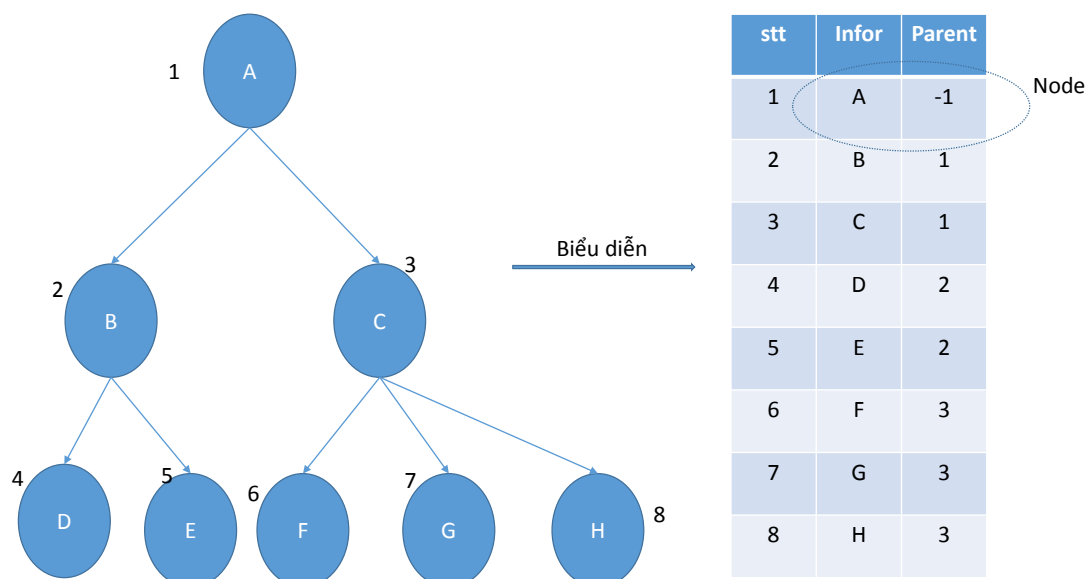 1
A
2
B
3
C
4
D
5
E
6
F
7
G
H
8
Biểu diễn
stt Infor Parent
1 A -1
2 B 1
3 C 1
4 D 2
5 E 2
6 F 3
7 G 3
8 H 3
Node